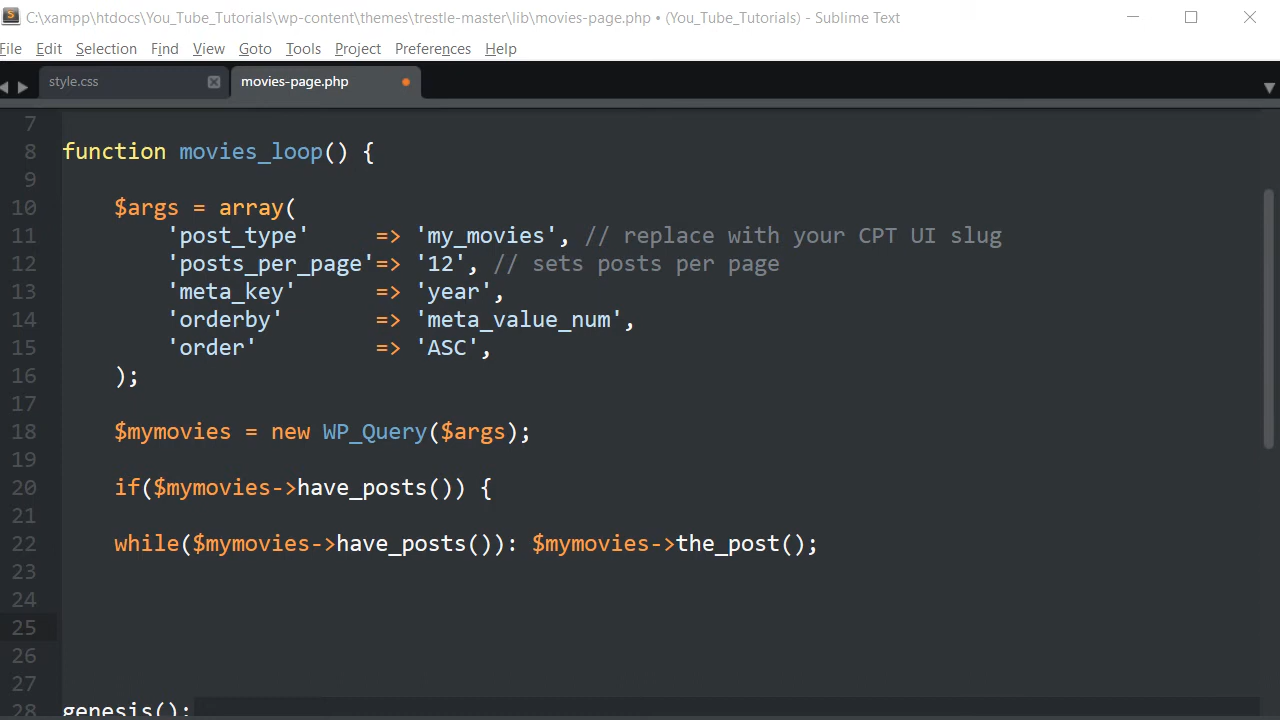 C:\xampp\htdocs\You_Tube_Tutorials\wp-content\themes\trestle-master\lib\movies-page.php • (You_Tube_Tutorials) - Sublime Text
File Edit Selection Find View Goto Tools Project Preferences Help
style.css movies-page.php
7
8 function movies_loop() {
9
10 $args = array(
11 'post_type' => 'my_movies', // replace with your CPT UI slug
12 'posts_per_page'=> '12', // sets posts per page
13 'meta_key' => 'year',
14 'orderby' => 'meta_value_num',
15 'order' => 'ASC',
16 );
17
18 $mymovies = new WP_Query($args);
19
20 if($mymovies->have_posts()) {
21
22 while($mymovies->have_posts()): $mymovies->the_post();
23
24
25
26
27
28 genesis();